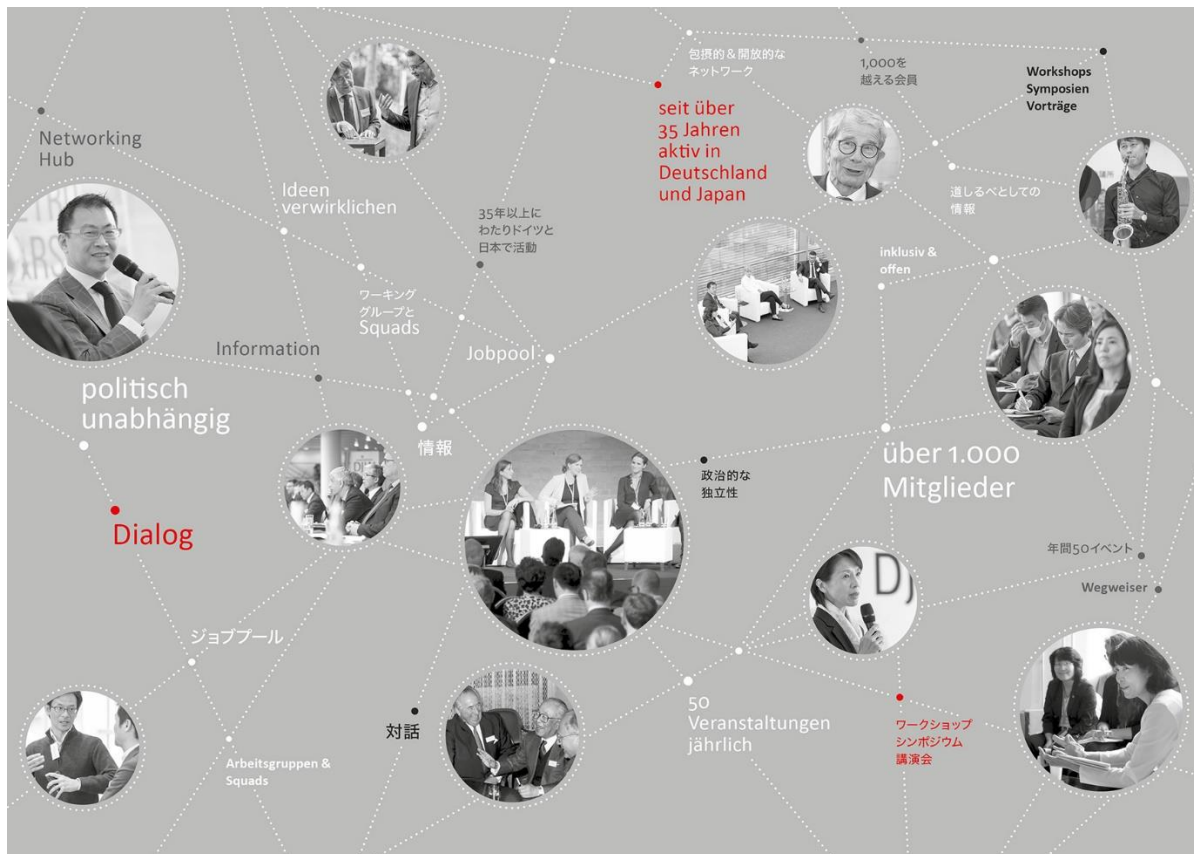 包摂的＆開放的な
ネットワーク
1,000を
越える会員
Workshops
Symposien
Vorträge
seit über
35 Jahren
aktiv in
Deutschland
und Japan
Networking
Hub
Ideen
verwirklichen
道しるべとしての
情報
35年以上に
わたりドイツと
日本で活動
inklusiv &
offen
ワーキング
グループと
Squads
Information
Jobpool
politisch
unabhängig
情報
über 1.000
Mitglieder
政治的な
独立性
Dialog
年間50イベント
Dj
Wegweiser
ジョブプール
50
Veranstaltungen
jährlich
対話
ワークショップ
シンポジウム
講演会
Arbeitsgruppen &
Squads